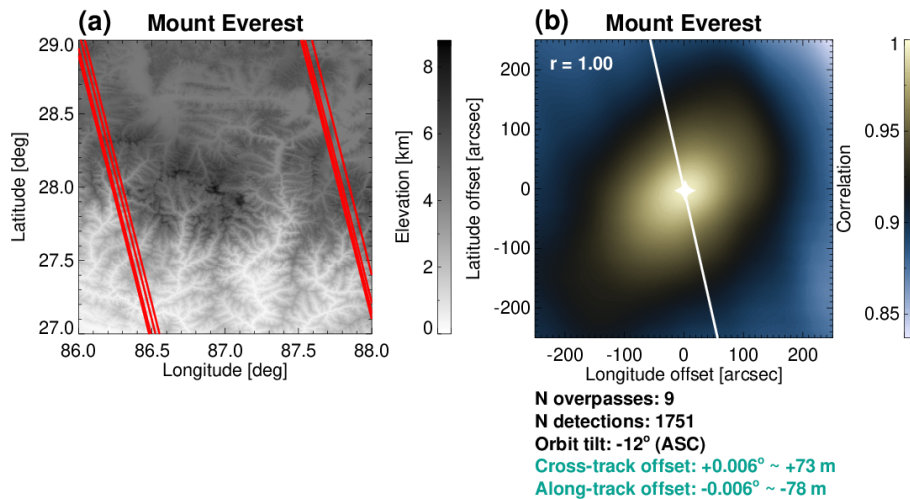 (a) Mount Everest
29.0
28.5
28.0
27.5
27.0
Latitude [deg]
86.0 86.5 87.0 87.5 88.0
Longitude [deg]
8
6
4
2
0
Elevation [km]
(b) Mount Everest
r = 1.00
200
100
0
-100
-200
Latitude offset [arcsec]
-200 -100 0 100 200
Longitude offset [arcsec]
1
0.95
0.9
0.85
Correlation
N overpasses: 9
N detections: 1751
Orbit tilt: -12° (ASC)
Cross-track offset: +0.006° ~ +73 m
Along-track offset: -0.006° ~ -78 m